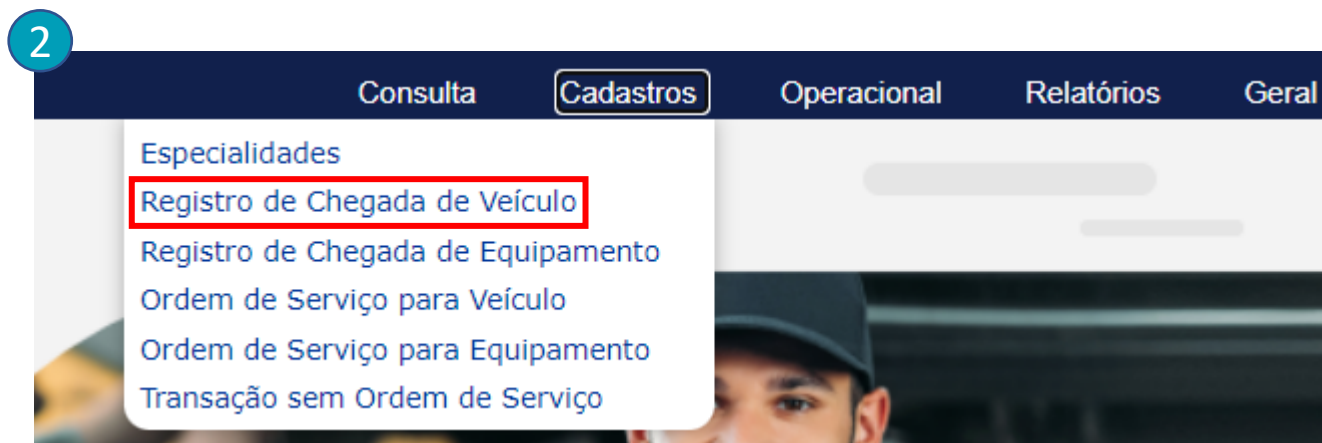 2
Consulta Cadastros Operacional Relatórios Geral
Especialidades
Registro de Chegada de Veículo
Registro de Chegada de Equipamento
Ordem de Serviço para Veículo
Ordem de Serviço para Equipamento
Transação sem Ordem de Serviço